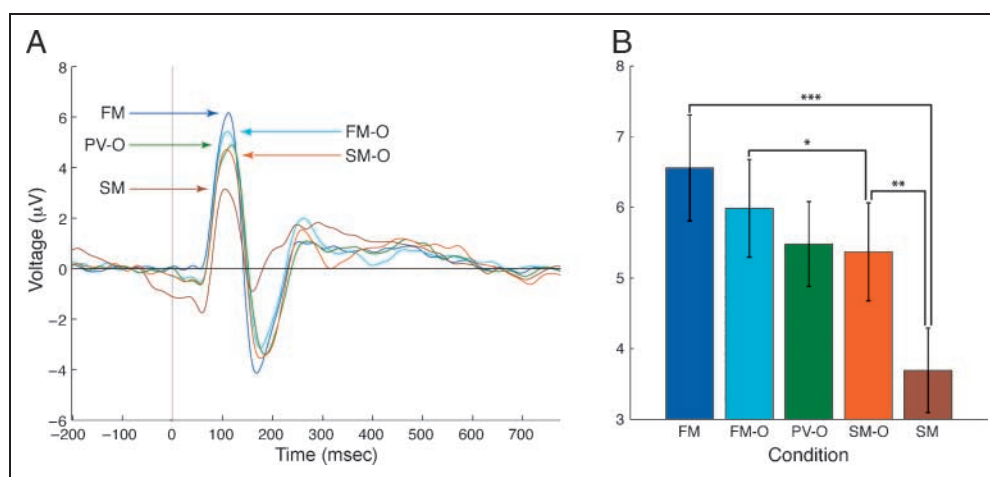 A
8
6
4
2
0
−2
−4
−6
Voltage (μV)
FM
PV-O
SM
FM-O
SM-O
−200 −100 0 100 200 300 400 500 600 700
Time (msec)
B
8
7
6
5
4
3
***
*
**
FM FM-O PV-O SM-O SM
Condition